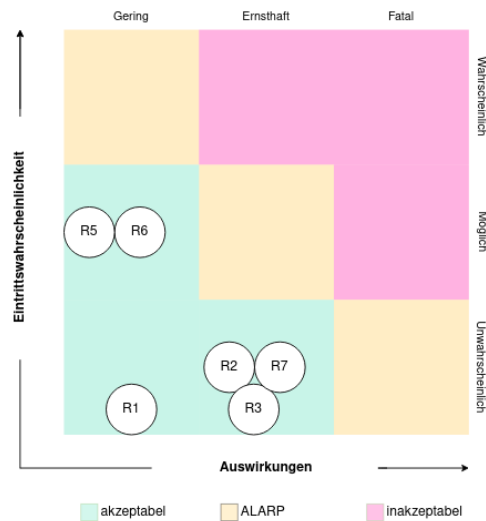 Gering Ernsthaft Fatal
Wahrscheinlich
Eintrittswahrscheinlichkeit
R5 R6
Möglich
R2 R7
Unwahrscheinlich
R1 R3
Auswirkungen
akzeptabel ALARP inakzeptabel